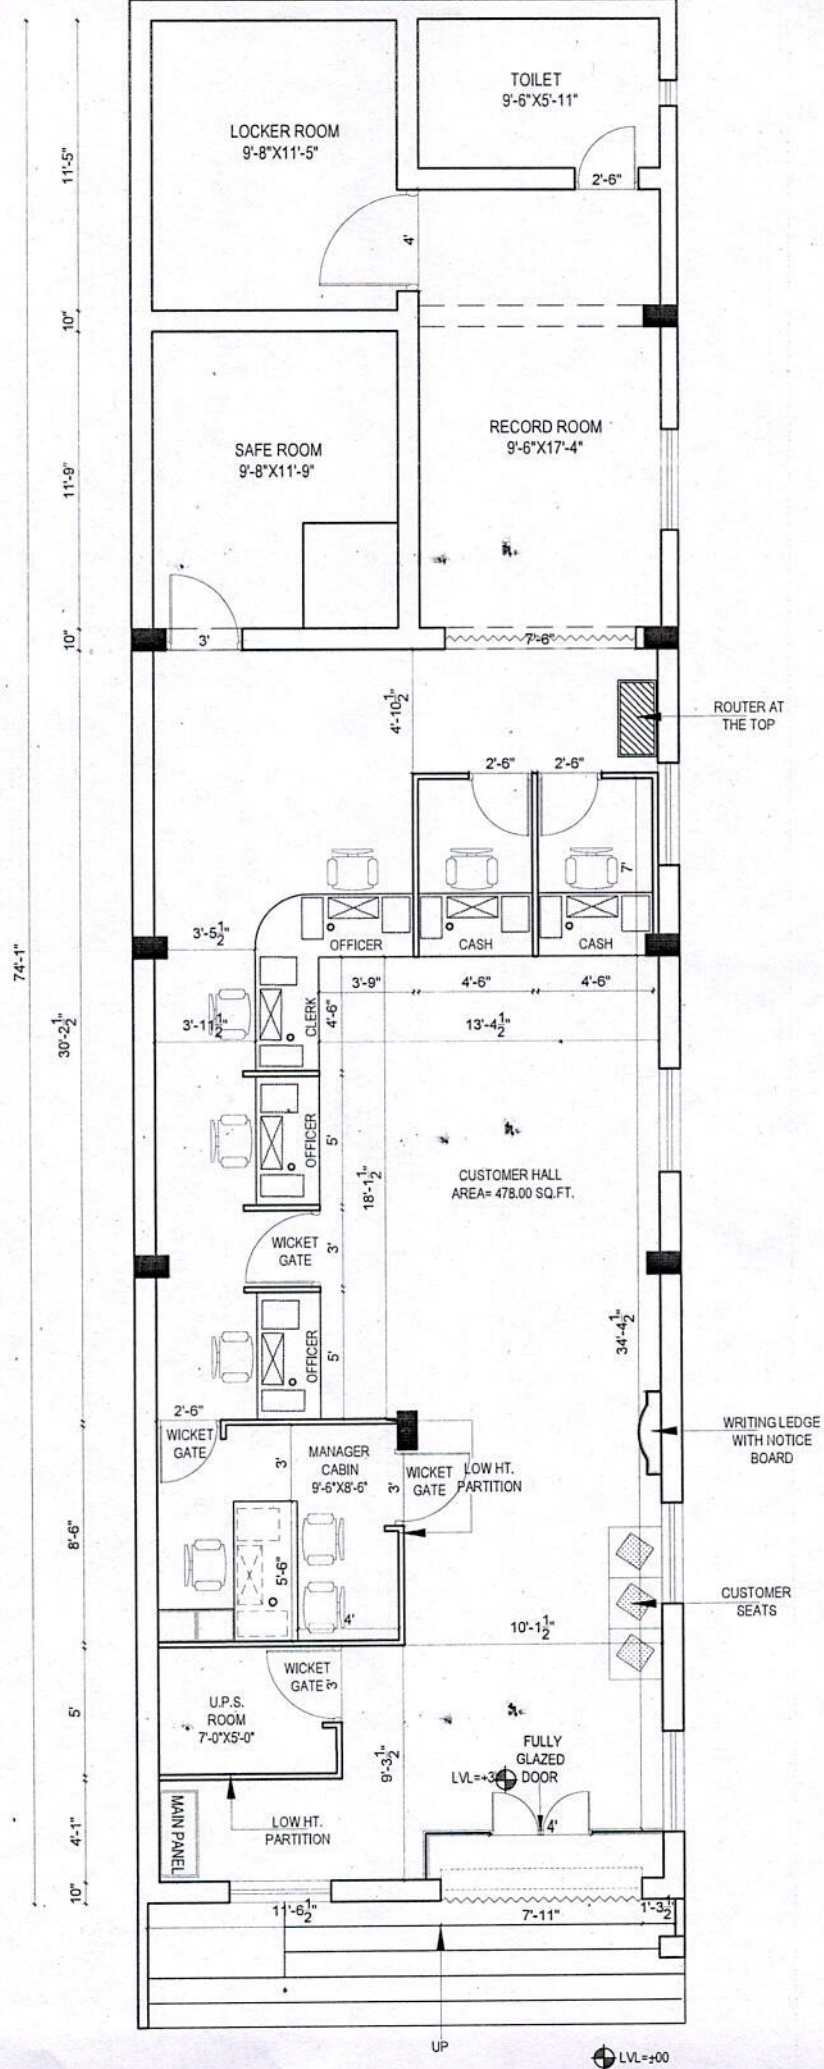 TOILET
9'-6"X5'-11"
LOCKER ROOM
9'-8"X11'-5"
11'-5"
2'-6"
4'
10"
RECORD ROOM
9'-6"X17'-4"
SAFE ROOM
9'-8"X11'-9"
11'-9"
10"
3'
7'-6"
4'-10½"
ROUTER AT
THE TOP
2'-6"
2'-6"
7'
3'-5½"
OFFICER
CASH
CASH
74'-1"
3'-9"
4'-6"
4'-6"
CLERK
4'-6"
3'-11½"
13'-4½"
30'-2½"
OFFICER
5'
18'-1½"
CUSTOMER HALL
AREA= 478.00 SQ.FT.
WICKET
GATE
3'
34'-4½"
OFFICER
5'
2'-6"
WICKET
GATE
WRITING LEDGE
WITH NOTICE
BOARD
3'
MANAGER
CABIN
9'-6"X8'-6"
WICKET
GATE
3'
LOW HT.
PARTITION
8'-6"
5'-6"
4'
CUSTOMER
SEATS
10'-1½"
WICKET
GATE
3'
U.P.S.
ROOM
7'-0"X5'-0"
5'
9'-3½"
FULLY
GLAZED
DOOR
LVL=+3
4'
MAIN PANEL
LOW HT.
PARTITION
4'-1"
10"
11'-6½"
7'-11"
1'-3½"
UP
LVL=±00